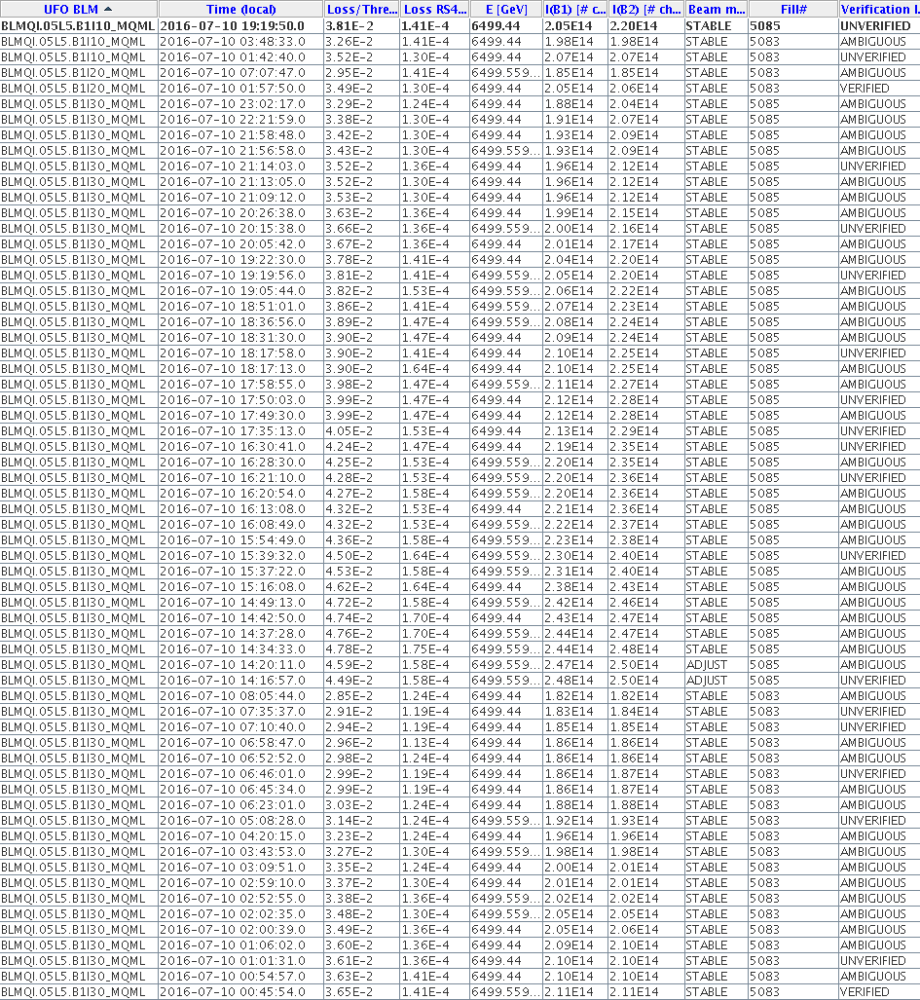 UFO BLM Time (local) Loss/Thre... Loss RS4... E [GeV] I(B1) [# c... I(B2) [# ch... Beam m... Fill# Verification I...
BLMQI.05L5.B1I10_MQML 2016-07-10 19:19:50.0 3.81E-2 1.41E-4 6499.44 2.05E14 2.20E14 STABLE 5085 UNVERIFIED
BLMQI.05L5.B1I10_MQML 2016-07-10 03:48:33.0 3.26E-2 1.41E-4 6499.44 1.98E14 1.98E14 STABLE 5083 AMBIGUOUS
BLMQI.05L5.B1I10_MQML 2016-07-10 01:42:40.0 3.52E-2 1.30E-4 6499.44 2.07E14 2.07E14 STABLE 5083 UNVERIFIED
BLMQI.05L5.B1I20_MQML 2016-07-10 07:07:47.0 2.95E-2 1.41E-4 6499.559... 1.85E14 1.85E14 STABLE 5083 AMBIGUOUS
BLMQI.05L5.B1I20_MQML 2016-07-10 01:57:50.0 3.49E-2 1.30E-4 6499.44 2.05E14 2.06E14 STABLE 5083 VERIFIED
BLMQI.05L5.B1I30_MQML 2016-07-10 23:02:17.0 3.29E-2 1.24E-4 6499.44 1.88E14 2.04E14 STABLE 5085 AMBIGUOUS
BLMQI.05L5.B1I30_MQML 2016-07-10 22:21:59.0 3.38E-2 1.30E-4 6499.44 1.91E14 2.07E14 STABLE 5085 AMBIGUOUS
BLMQI.05L5.B1I30_MQML 2016-07-10 21:58:48.0 3.42E-2 1.30E-4 6499.44 1.93E14 2.09E14 STABLE 5085 AMBIGUOUS
BLMQI.05L5.B1I30_MQML 2016-07-10 21:56:58.0 3.43E-2 1.30E-4 6499.559... 1.93E14 2.09E14 STABLE 5085 AMBIGUOUS
BLMQI.05L5.B1I30_MQML 2016-07-10 21:14:03.0 3.52E-2 1.36E-4 6499.44 1.96E14 2.12E14 STABLE 5085 UNVERIFIED
BLMQI.05L5.B1I30_MQML 2016-07-10 21:13:05.0 3.52E-2 1.30E-4 6499.44 1.96E14 2.12E14 STABLE 5085 AMBIGUOUS
BLMQI.05L5.B1I30_MQML 2016-07-10 21:09:12.0 3.53E-2 1.30E-4 6499.44 1.96E14 2.12E14 STABLE 5085 AMBIGUOUS
BLMQI.05L5.B1I30_MQML 2016-07-10 20:26:38.0 3.63E-2 1.36E-4 6499.44 1.99E14 2.15E14 STABLE 5085 AMBIGUOUS
BLMQI.05L5.B1I30_MQML 2016-07-10 20:15:38.0 3.66E-2 1.36E-4 6499.559... 2.00E14 2.16E14 STABLE 5085 UNVERIFIED
BLMQI.05L5.B1I30_MQML 2016-07-10 20:05:42.0 3.67E-2 1.36E-4 6499.44 2.01E14 2.17E14 STABLE 5085 AMBIGUOUS
BLMQI.05L5.B1I30_MQML 2016-07-10 19:22:30.0 3.78E-2 1.41E-4 6499.44 2.04E14 2.20E14 STABLE 5085 AMBIGUOUS
BLMQI.05L5.B1I30_MQML 2016-07-10 19:19:56.0 3.81E-2 1.41E-4 6499.559... 2.05E14 2.20E14 STABLE 5085 UNVERIFIED
BLMQI.05L5.B1I30_MQML 2016-07-10 19:05:44.0 3.82E-2 1.53E-4 6499.559... 2.06E14 2.22E14 STABLE 5085 AMBIGUOUS
BLMQI.05L5.B1I30_MQML 2016-07-10 18:51:01.0 3.86E-2 1.41E-4 6499.559... 2.07E14 2.23E14 STABLE 5085 AMBIGUOUS
BLMQI.05L5.B1I30_MQML 2016-07-10 18:36:56.0 3.89E-2 1.47E-4 6499.559... 2.08E14 2.24E14 STABLE 5085 AMBIGUOUS
BLMQI.05L5.B1I30_MQML 2016-07-10 18:31:30.0 3.90E-2 1.47E-4 6499.44 2.09E14 2.24E14 STABLE 5085 AMBIGUOUS
BLMQI.05L5.B1I30_MQML 2016-07-10 18:17:58.0 3.90E-2 1.41E-4 6499.44 2.10E14 2.25E14 STABLE 5085 UNVERIFIED
BLMQI.05L5.B1I30_MQML 2016-07-10 18:17:13.0 3.90E-2 1.64E-4 6499.44 2.10E14 2.25E14 STABLE 5085 AMBIGUOUS
BLMQI.05L5.B1I30_MQML 2016-07-10 17:58:55.0 3.98E-2 1.41E-4 6499.559... 2.11E14 2.27E14 STABLE 5085 AMBIGUOUS
BLMQI.05L5.B1I30_MQML 2016-07-10 17:50:03.0 3.99E-2 1.47E-4 6499.44 2.12E14 2.28E14 STABLE 5085 UNVERIFIED
BLMQI.05L5.B1I30_MQML 2016-07-10 17:49:30.0 3.99E-2 1.47E-4 6499.44 2.12E14 2.28E14 STABLE 5085 AMBIGUOUS
BLMQI.05L5.B1I30_MQML 2016-07-10 17:35:13.0 4.05E-2 1.53E-4 6499.44 2.13E14 2.29E14 STABLE 5085 UNVERIFIED
BLMQI.05L5.B1I30_MQML 2016-07-10 16:30:41.0 4.24E-2 1.47E-4 6499.44 2.19E14 2.35E14 STABLE 5085 UNVERIFIED
BLMQI.05L5.B1I30_MQML 2016-07-10 16:28:30.0 4.25E-2 1.53E-4 6499.559... 2.20E14 2.35E14 STABLE 5085 AMBIGUOUS
BLMQI.05L5.B1I30_MQML 2016-07-10 16:21:10.0 4.28E-2 1.53E-4 6499.559... 2.20E14 2.36E14 STABLE 5085 UNVERIFIED
BLMQI.05L5.B1I30_MQML 2016-07-10 16:20:54.0 4.27E-2 1.58E-4 6499.559... 2.20E14 2.36E14 STABLE 5085 AMBIGUOUS
BLMQI.05L5.B1I30_MQML 2016-07-10 16:13:08.0 4.32E-2 1.53E-4 6499.44 2.21E14 2.36E14 STABLE 5085 AMBIGUOUS
BLMQI.05L5.B1I30_MQML 2016-07-10 16:08:49.0 4.32E-2 1.53E-4 6499.559... 2.22E14 2.37E14 STABLE 5085 AMBIGUOUS
BLMQI.05L5.B1I30_MQML 2016-07-10 15:54:49.0 4.36E-2 1.58E-4 6499.559... 2.23E14 2.38E14 STABLE 5085 AMBIGUOUS
BLMQI.05L5.B1I30_MQML 2016-07-10 15:39:32.0 4.50E-2 1.64E-4 6499.559... 2.30E14 2.40E14 STABLE 5085 UNVERIFIED
BLMQI.05L5.B1I30_MQML 2016-07-10 15:37:22.0 4.53E-2 1.58E-4 6499.559... 2.31E14 2.40E14 STABLE 5085 AMBIGUOUS
BLMQI.05L5.B1I30_MQML 2016-07-10 15:16:08.0 4.62E-2 1.64E-4 6499.44 2.38E14 2.43E14 STABLE 5085 AMBIGUOUS
BLMQI.05L5.B1I30_MQML 2016-07-10 14:49:13.0 4.72E-2 1.58E-4 6499.559... 2.42E14 2.46E14 STABLE 5085 AMBIGUOUS
BLMQI.05L5.B1I30_MQML 2016-07-10 14:42:50.0 4.74E-2 1.70E-4 6499.44 2.43E14 2.47E14 STABLE 5085 AMBIGUOUS
BLMQI.05L5.B1I30_MQML 2016-07-10 14:37:28.0 4.76E-2 1.70E-4 6499.559... 2.44E14 2.47E14 STABLE 5085 AMBIGUOUS
BLMQI.05L5.B1I30_MQML 2016-07-10 14:34:33.0 4.78E-2 1.75E-4 6499.559... 2.44E14 2.48E14 STABLE 5085 AMBIGUOUS
BLMQI.05L5.B1I30_MQML 2016-07-10 14:20:11.0 4.59E-2 1.58E-4 6499.559... 2.47E14 2.50E14 ADJUST 5085 AMBIGUOUS
BLMQI.05L5.B1I30_MQML 2016-07-10 14:16:57.0 4.49E-2 1.58E-4 6499.559... 2.48E14 2.50E14 ADJUST 5085 UNVERIFIED
BLMQI.05L5.B1I30_MQML 2016-07-10 08:05:44.0 2.85E-2 1.24E-4 6499.44 1.82E14 1.82E14 STABLE 5083 AMBIGUOUS
BLMQI.05L5.B1I30_MQML 2016-07-10 07:35:37.0 2.91E-2 1.19E-4 6499.44 1.83E14 1.84E14 STABLE 5083 UNVERIFIED
BLMQI.05L5.B1I30_MQML 2016-07-10 07:10:40.0 2.94E-2 1.19E-4 6499.44 1.85E14 1.85E14 STABLE 5083 UNVERIFIED
BLMQI.05L5.B1I30_MQML 2016-07-10 06:58:47.0 2.96E-2 1.13E-4 6499.44 1.86E14 1.86E14 STABLE 5083 AMBIGUOUS
BLMQI.05L5.B1I30_MQML 2016-07-10 06:52:52.0 2.98E-2 1.24E-4 6499.44 1.86E14 1.86E14 STABLE 5083 AMBIGUOUS
BLMQI.05L5.B1I30_MQML 2016-07-10 06:46:01.0 2.99E-2 1.19E-4 6499.44 1.86E14 1.87E14 STABLE 5083 UNVERIFIED
BLMQI.05L5.B1I30_MQML 2016-07-10 06:45:34.0 2.99E-2 1.19E-4 6499.44 1.86E14 1.87E14 STABLE 5083 AMBIGUOUS
BLMQI.05L5.B1I30_MQML 2016-07-10 06:23:01.0 3.03E-2 1.24E-4 6499.44 1.88E14 1.88E14 STABLE 5083 AMBIGUOUS
BLMQI.05L5.B1I30_MQML 2016-07-10 05:08:28.0 3.14E-2 1.24E-4 6499.559... 1.92E14 1.93E14 STABLE 5083 UNVERIFIED
BLMQI.05L5.B1I30_MQML 2016-07-10 04:20:15.0 3.23E-2 1.24E-4 6499.44 1.96E14 1.96E14 STABLE 5083 AMBIGUOUS
BLMQI.05L5.B1I30_MQML 2016-07-10 03:43:53.0 3.27E-2 1.30E-4 6499.559... 1.98E14 1.98E14 STABLE 5083 UNVERIFIED
BLMQI.05L5.B1I30_MQML 2016-07-10 03:09:51.0 3.35E-2 1.24E-4 6499.44 2.00E14 2.01E14 STABLE 5083 AMBIGUOUS
BLMQI.05L5.B1I30_MQML 2016-07-10 02:59:10.0 3.37E-2 1.30E-4 6499.44 2.01E14 2.01E14 STABLE 5083 AMBIGUOUS
BLMQI.05L5.B1I30_MQML 2016-07-10 02:52:55.0 3.38E-2 1.36E-4 6499.559... 2.02E14 2.02E14 STABLE 5083 AMBIGUOUS
BLMQI.05L5.B1I30_MQML 2016-07-10 02:02:35.0 3.48E-2 1.30E-4 6499.559... 2.05E14 2.05E14 STABLE 5083 AMBIGUOUS
BLMQI.05L5.B1I30_MQML 2016-07-10 02:00:39.0 3.49E-2 1.36E-4 6499.44 2.05E14 2.06E14 STABLE 5083 AMBIGUOUS
BLMQI.05L5.B1I30_MQML 2016-07-10 01:06:02.0 3.60E-2 1.36E-4 6499.44 2.09E14 2.10E14 STABLE 5083 AMBIGUOUS
BLMQI.05L5.B1I30_MQML 2016-07-10 01:01:31.0 3.61E-2 1.36E-4 6499.44 2.10E14 2.10E14 STABLE 5083 UNVERIFIED
BLMQI.05L5.B1I30_MQML 2016-07-10 00:54:57.0 3.63E-2 1.41E-4 6499.44 2.10E14 2.10E14 STABLE 5083 AMBIGUOUS
BLMQI.05L5.B1I30_MQML 2016-07-10 00:45:54.0 3.65E-2 1.41E-4 6499.44 2.11E14 2.11E14 STABLE 5083 VERIFIED